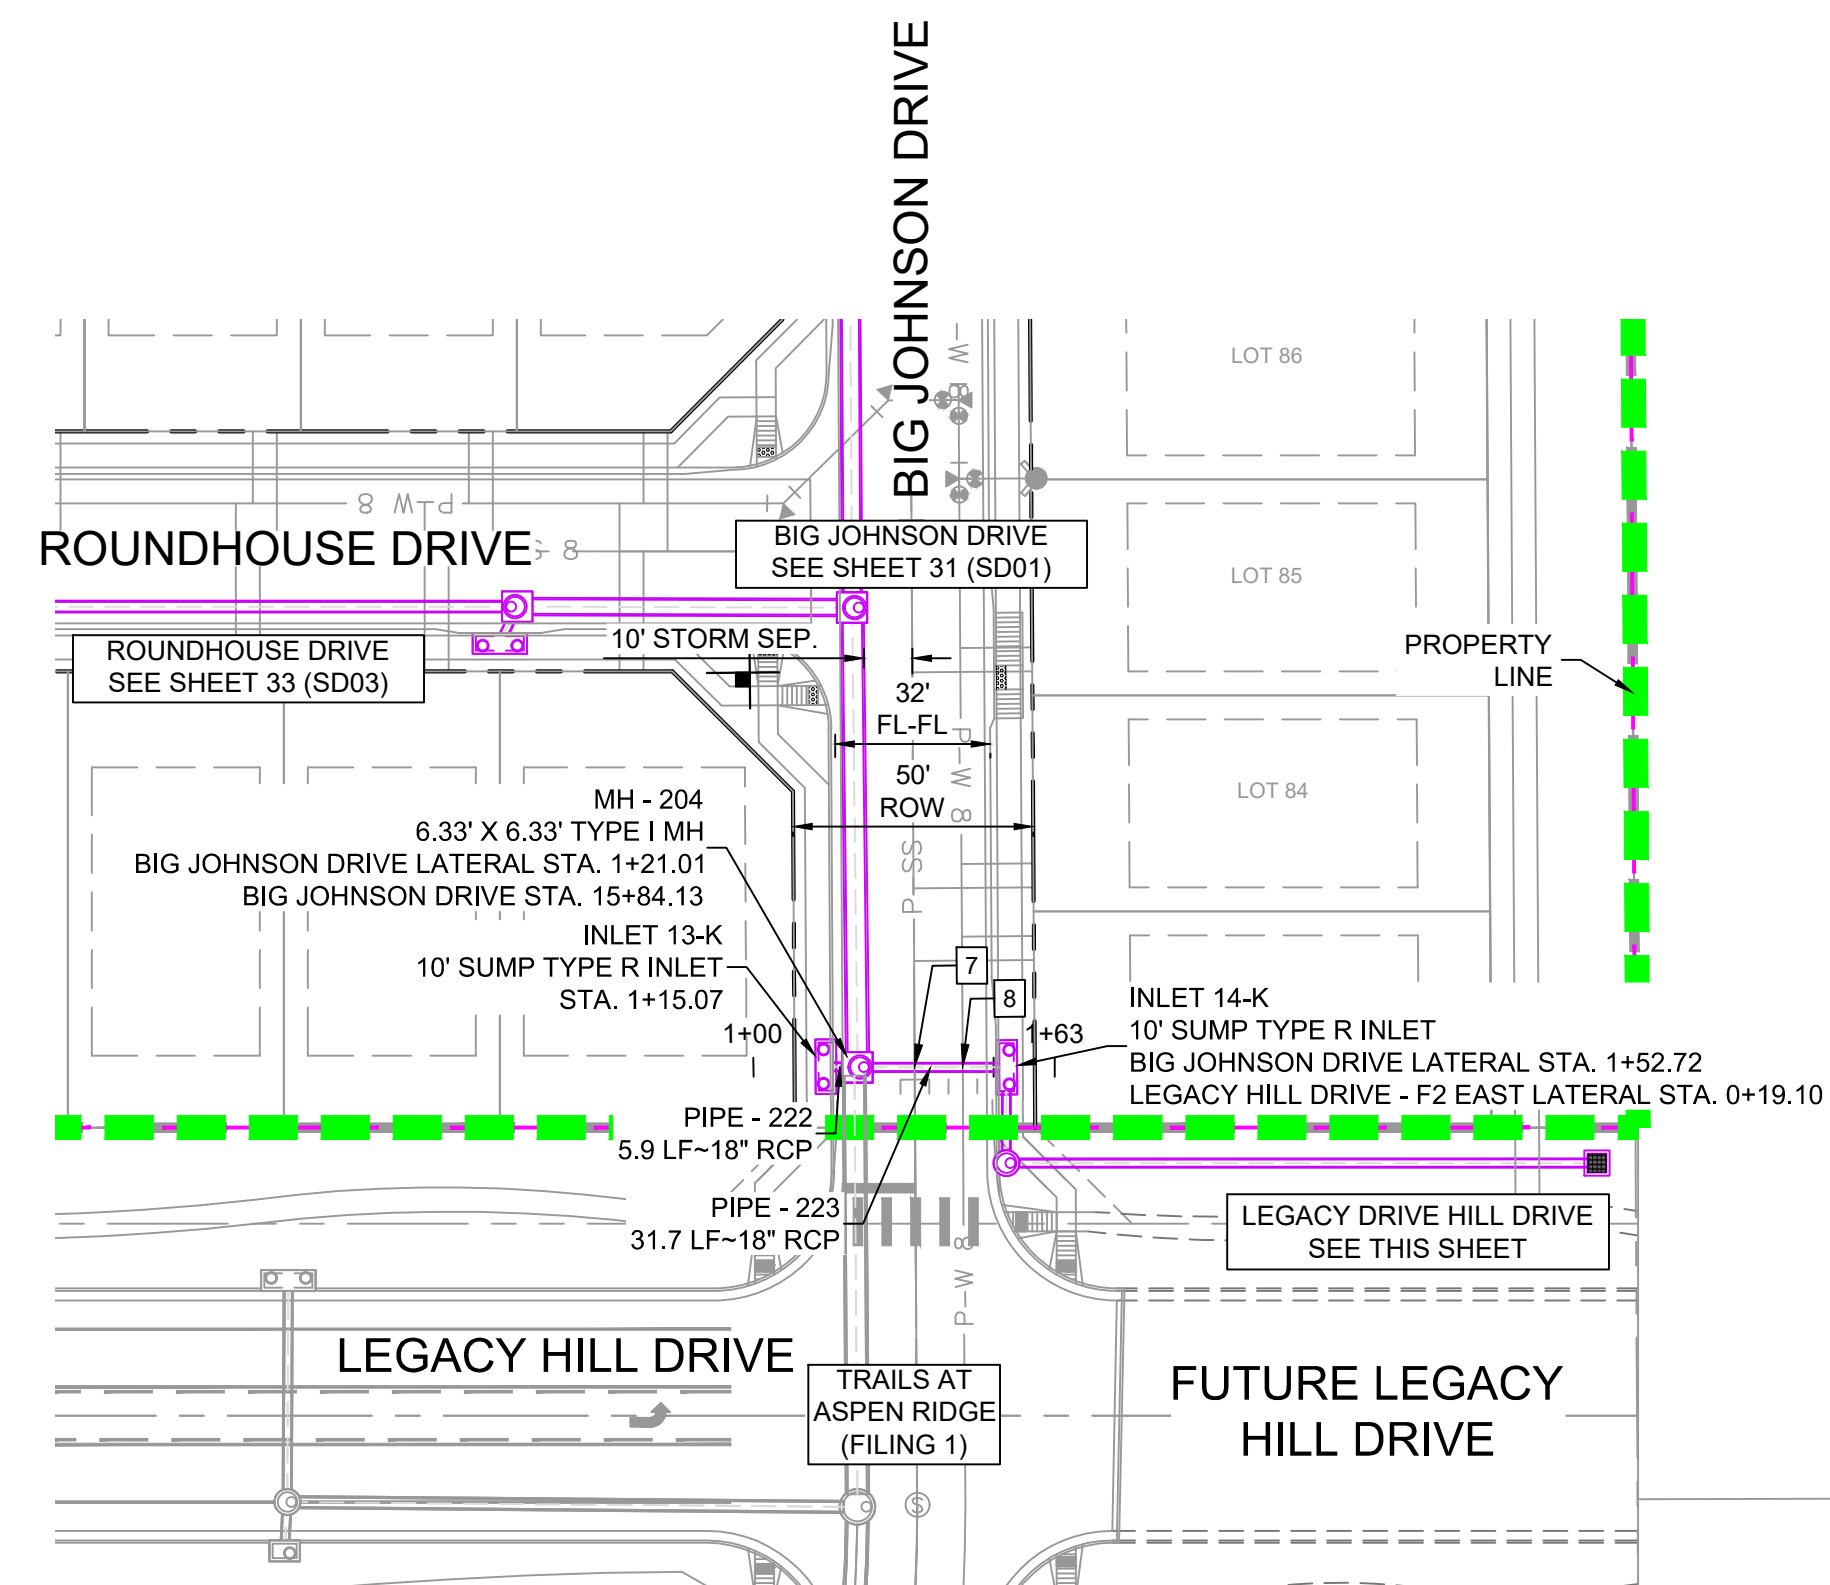 BIG JOHNSON DRIVE
LOT 86
P-W 8
ROUNDHOUSE DRIVE
8
BIG JOHNSON DRIVE
SEE SHEET 31 (SD01)
LOT 85
ROUNDHOUSE DRIVE
SEE SHEET 33 (SD03)
10' STORM SEP.
PROPERTY
LINE
32'
FL-FL
P-W 8
50'
ROW
LOT 84
MH - 204
6.33' X 6.33' TYPE I MH
BIG JOHNSON DRIVE LATERAL STA. 1+21.01
BIG JOHNSON DRIVE STA. 15+84.13
P SS
INLET 13-K
10' SUMP TYPE R INLET
STA. 1+15.07
7
8
1+00
1+63
INLET 14-K
10' SUMP TYPE R INLET
BIG JOHNSON DRIVE LATERAL STA. 1+52.72
LEGACY HILL DRIVE - F2 EAST LATERAL STA. 0+19.10
PIPE - 222
5.9 LF~18" RCP
PIPE - 223
31.7 LF~18" RCP
LEGACY DRIVE HILL DRIVE
SEE THIS SHEET
P-W 8
LEGACY HILL DRIVE
TRAILS AT
ASPEN RIDGE
(FILING 1)
FUTURE LEGACY
HILL DRIVE
S